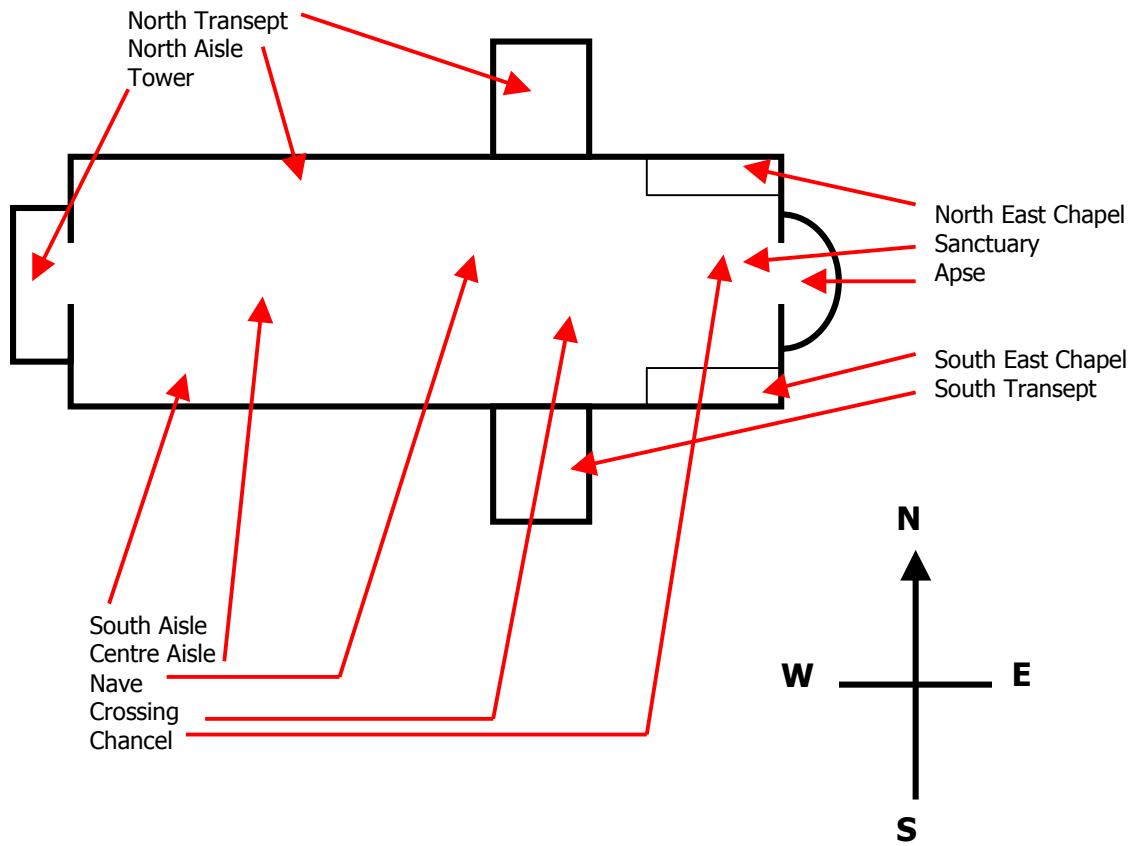 North Transept
North Aisle
Tower
North East Chapel
Sanctuary
Apse
South East Chapel
South Transept
N
South Aisle
Centre Aisle
Nave
Crossing
Chancel
W
E
S